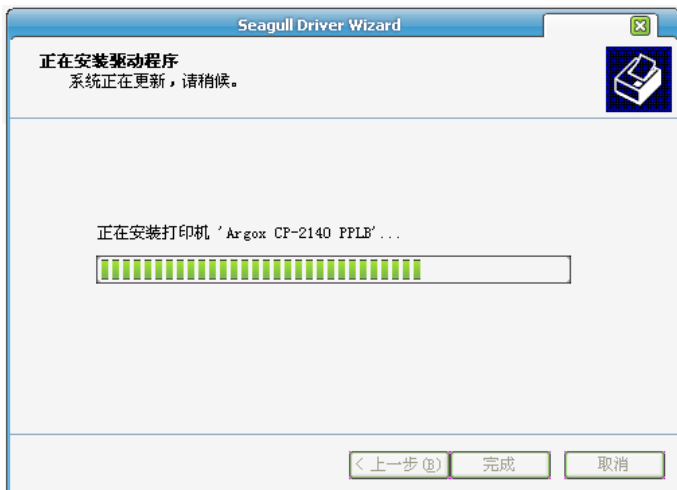 Seagull Driver Wizard
正在安装驱动程序
系统正在更新，请稍候。
正在安装打印机 'Argox CP-2140 PPLB'...
< 上一步(B)
完成
取消